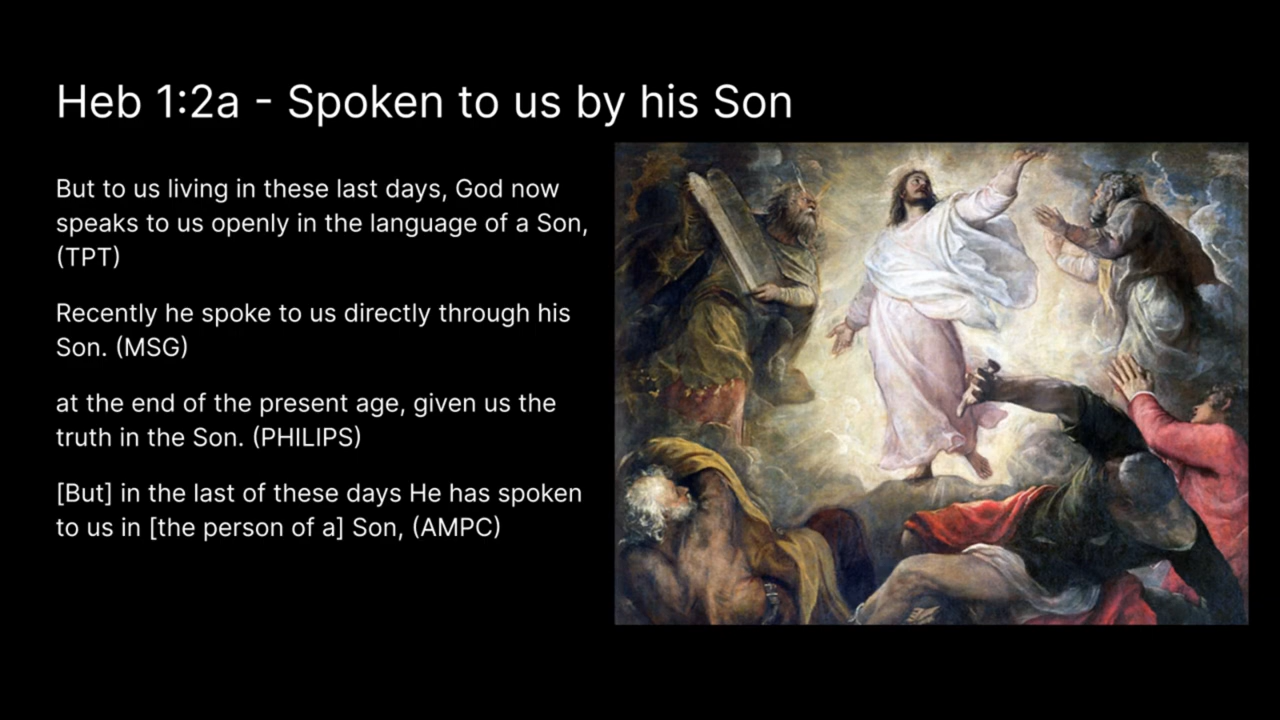 Heb 1:2a - Spoken to us by his Son
But to us living in these last days, God now
speaks to us openly in the language of a Son,
(TPT)
Recently he spoke to us directly through his
Son. (MSG)
at the end of the present age, given us the
truth in the Son. (PHILIPS)
[But] in the last of these days He has spoken
to us in [the person of a] Son, (AMPC)